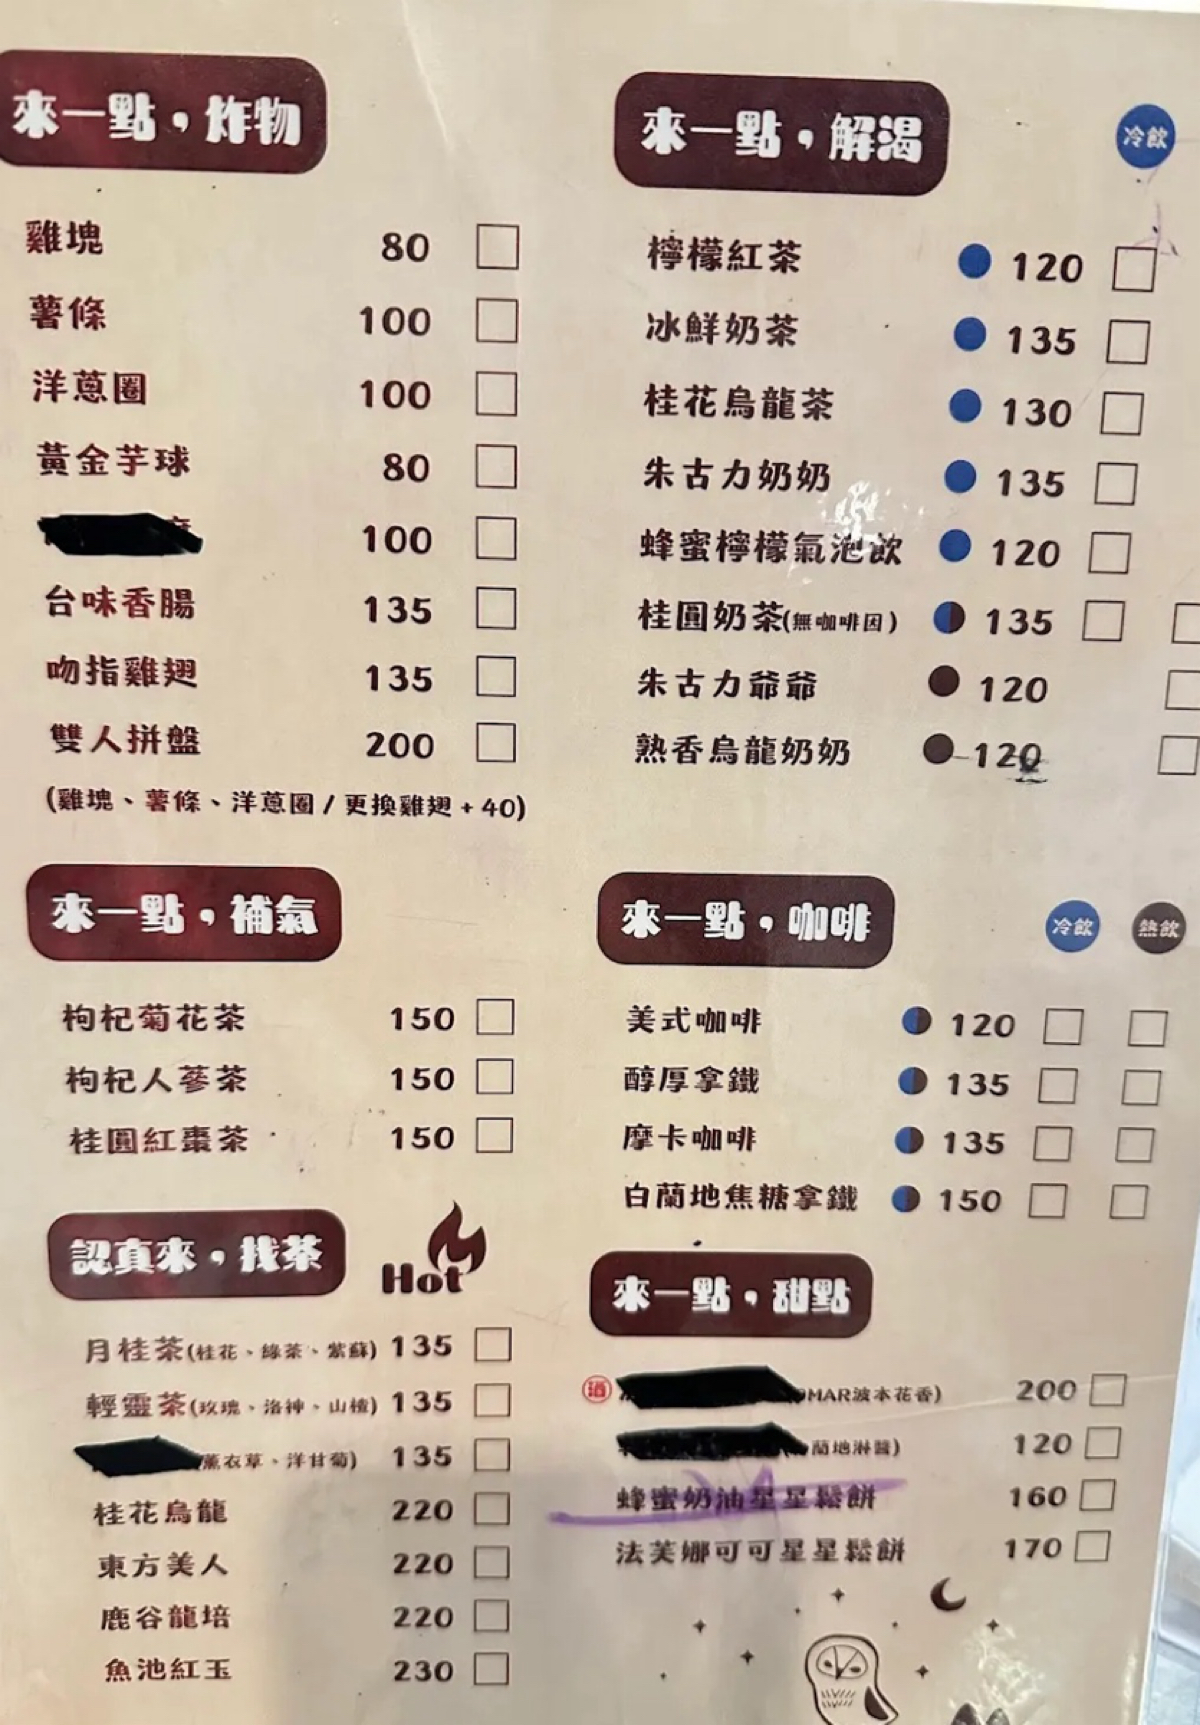 來一點，炸物
雞塊 80
薯條 100
洋蔥圈 100
黃金芋球 80
100
台味香腸 135
吻指雞翅 135
雙人拼盤 200
(雞塊、薯條、洋蔥圈 / 更換雞翅 + 40)
來一點，補氣
枸杞菊花茶 150
枸杞人蔘茶 150
桂圓紅棗茶 150
認真來，找茶 Hot
月桂茶(桂花、綠茶、紫蘇) 135
輕靈茶(玫瑰、洛神、山楂) 135
薰衣草、洋甘菊) 135
桂花烏龍 220
東方美人 220
鹿谷龍培 220
魚池紅玉 230
來一點，解渴 冷飲
檸檬紅茶 120
冰鮮奶茶 135
桂花烏龍茶 130
朱古力奶奶 135
蜂蜜檸檬氣泡飲 120
桂圓奶茶(無咖啡因) 135
朱古力爺爺 120
熟香烏龍奶奶 120
來一點，咖啡 冷飲 熱飲
美式咖啡 120
醇厚拿鐵 135
摩卡咖啡 135
白蘭地焦糖拿鐵 150
來一點，甜點
酒 OMAR波本花香) 200
蘭地淋醬) 120
蜂蜜奶油星星鬆餅 160
法芙娜可可星星鬆餅 170